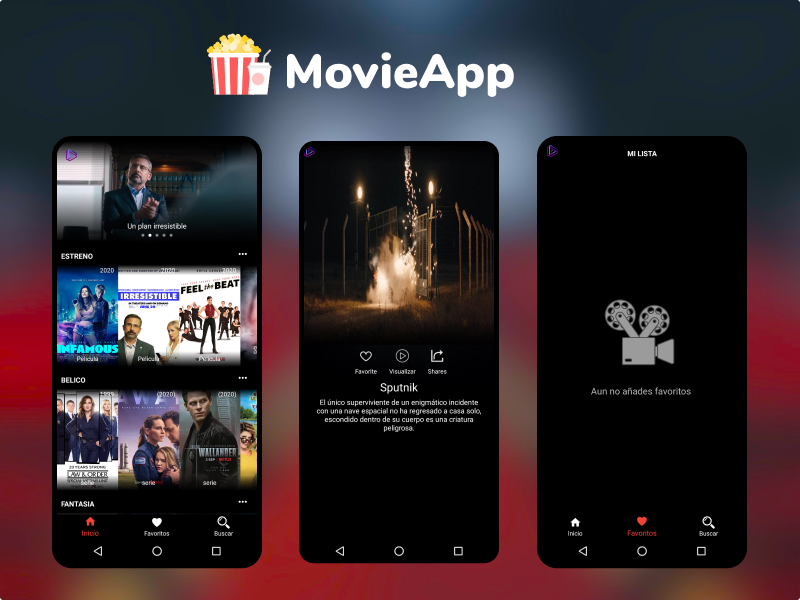 MovieApp
Un plan irresistible
ESTRENO
2020
(2020)
2020
INFAMOUS
IRRESISTIBLE
FEEL the BEAT
Pelicula
Pelicula
Pelicula
BELICO
1999
(2020)
(2020)
20 YEARS STRONG
LAW & ORDER
WALLANDER
NETFLIX
serie
serie
serie
FANTASIA
Inicio
Favoritos
Buscar
Favorite
Visualizar
Shares
Sputnik
El único superviviente de un enigmático incidente
con una nave espacial no ha regresado a casa solo,
escondido dentro de su cuerpo es una criatura
peligrosa.
MI LISTA
Aun no añades favoritos
Inicio
Favoritos
Buscar